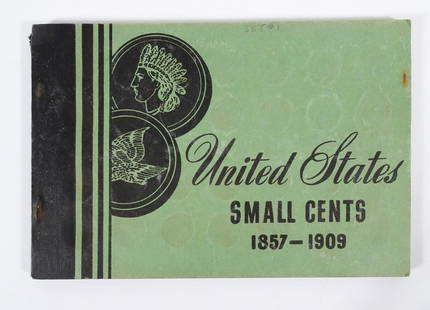 United States
SMALL CENTS
1857-1909